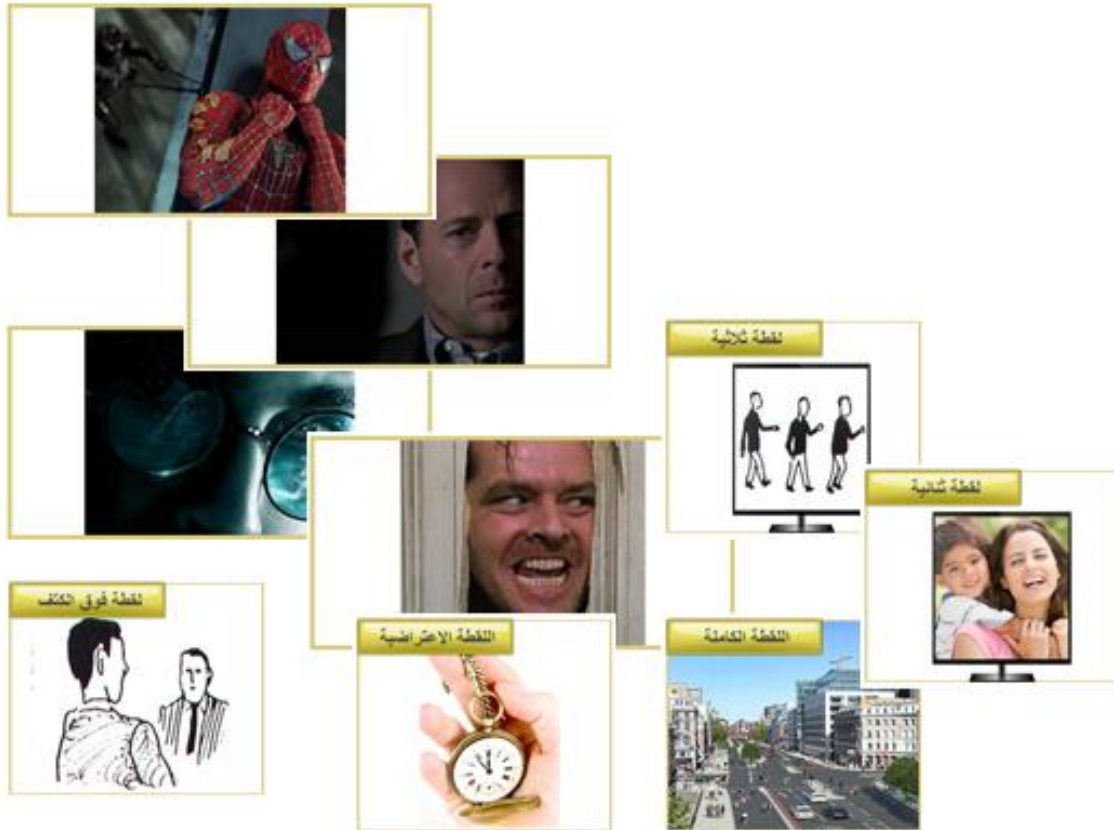 لقطة ثلاثية
لقطة ثنائية
لقطة فوق الكتف
اللقطة الاعتراضية
اللقطة الكاملة